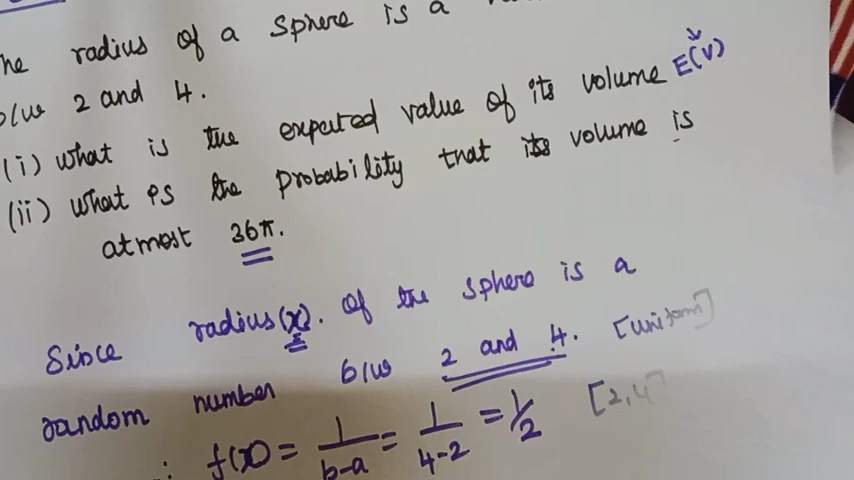 he radius of a sphere is a
b/w 2 and 4.
(i) what is the expected value of its volume E(V)
(ii) what is the probability that its volume is
atmost 36π.
Since radius(x). of the sphere is a
random number b/w 2 and 4. [uniform]
f(x) = 1/b-a = 1/4-2 = 1/2 [2,4]